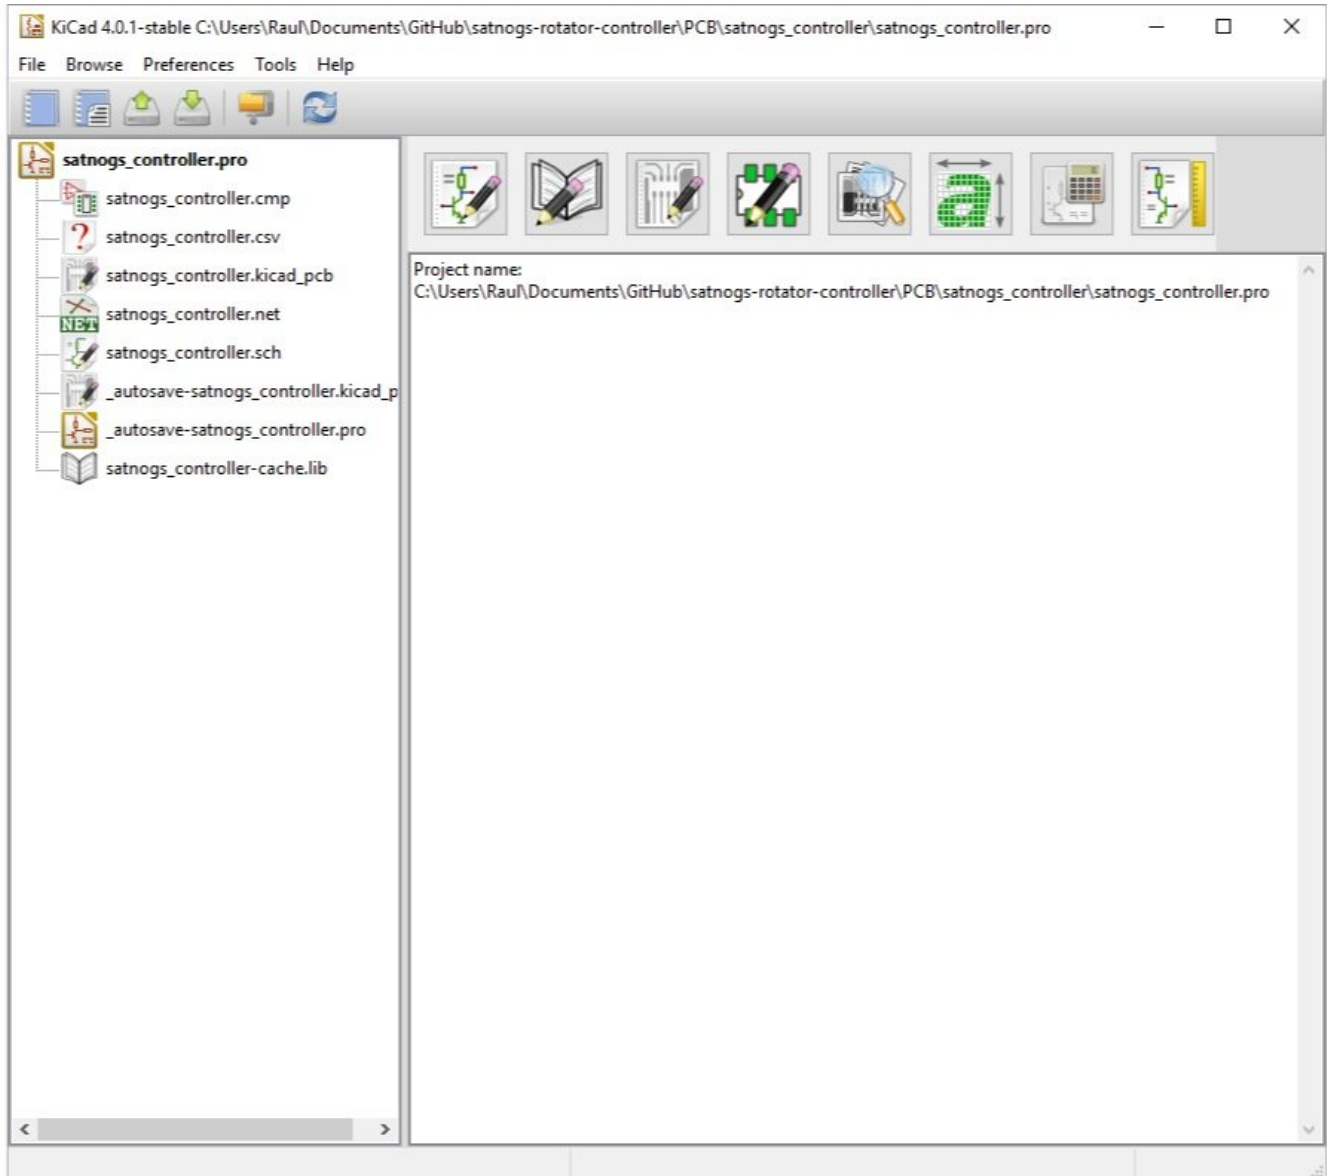 KiCad 4.0.1-stable C:\Users\Raul\Documents\GitHub\satnogs-rotator-controller\PCB\satnogs_controller\satnogs_controller.pro
File Browse Preferences Tools Help
satnogs_controller.pro
satnogs_controller.cmp
satnogs_controller.csv
satnogs_controller.kicad_pcb
NET satnogs_controller.net
satnogs_controller.sch
_autosave-satnogs_controller.kicad_p
_autosave-satnogs_controller.pro
satnogs_controller-cache.lib
a
Project name:
C:\Users\Raul\Documents\GitHub\satnogs-rotator-controller\PCB\satnogs_controller\satnogs_controller.pro